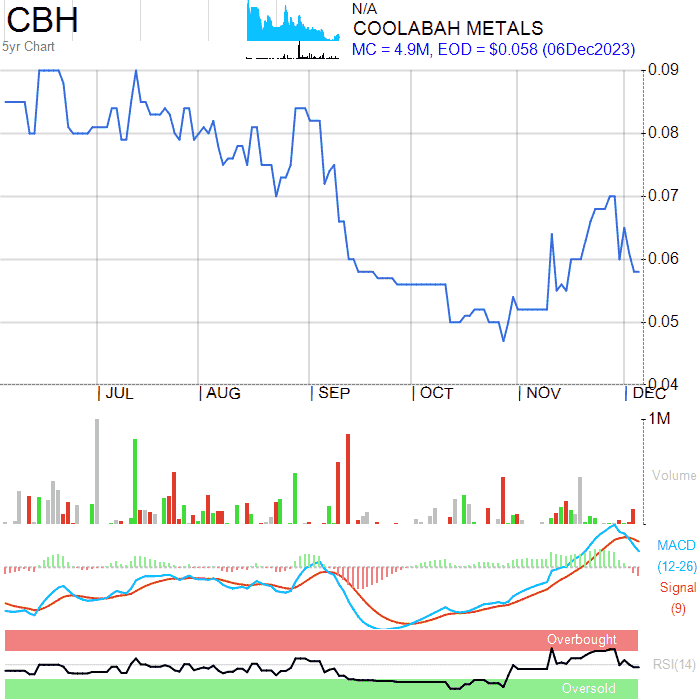 CBH
5yr Chart
N/A
COOLABAH METALS
MC = 4.9M, EOD = $0.058 (06Dec2023)
0.09
0.08
0.07
0.06
0.05
0.04
JUL AUG SEP OCT NOV DEC
1M
Volume
MACD
(12-26)
Signal
(9)
Overbought
RSI(14)
Oversold